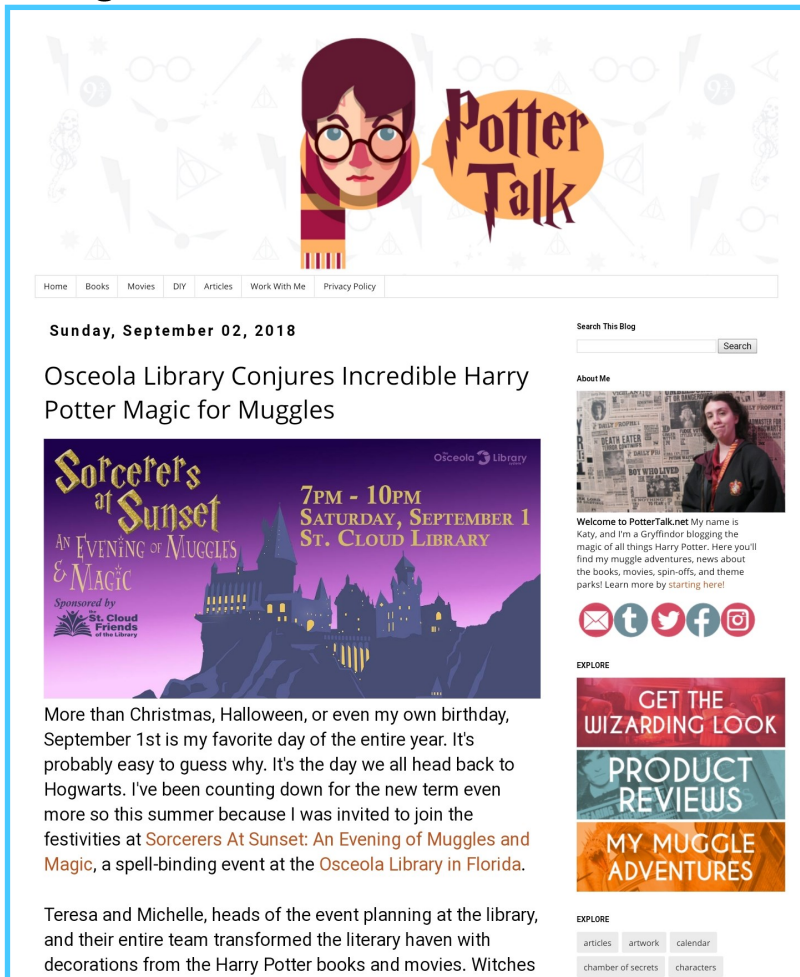 Potter
Talk
Home Books Movies DIY Articles Work With Me Privacy Policy
Sunday, September 02, 2018
Osceola Library Conjures Incredible Harry
Potter Magic for Muggles
Sorcerers
at Sunset
An Evening of Muggles
& Magic
Sponsored by
the
St. Cloud
Friends
of the Library
Osceola Library
7pm - 10pm
Saturday, September 1
St. Cloud Library
More than Christmas, Halloween, or even my own birthday,
September 1st is my favorite day of the entire year. It's
probably easy to guess why. It's the day we all head back to
Hogwarts. I've been counting down for the new term even
more so this summer because I was invited to join the
festivities at Sorcerers At Sunset: An Evening of Muggles and
Magic, a spell-binding event at the Osceola Library in Florida.
Teresa and Michelle, heads of the event planning at the library,
and their entire team transformed the literary haven with
decorations from the Harry Potter books and movies. Witches
Search This Blog
Search
About Me
DEATH EATER
BOY WHO LIVED
Welcome to PotterTalk.net My name is
Katy, and I'm a Gryffindor blogging the
magic of all things Harry Potter. Here you'll
find my muggle adventures, news about
the books, movies, spin-offs, and theme
parks! Learn more by starting here!
EXPLORE
GET THE
WIZARDING LOOK
PRODUCT
REVIEWS
MY MUGGLE
ADVENTURES
EXPLORE
articles artwork calendar
chamber of secrets characters